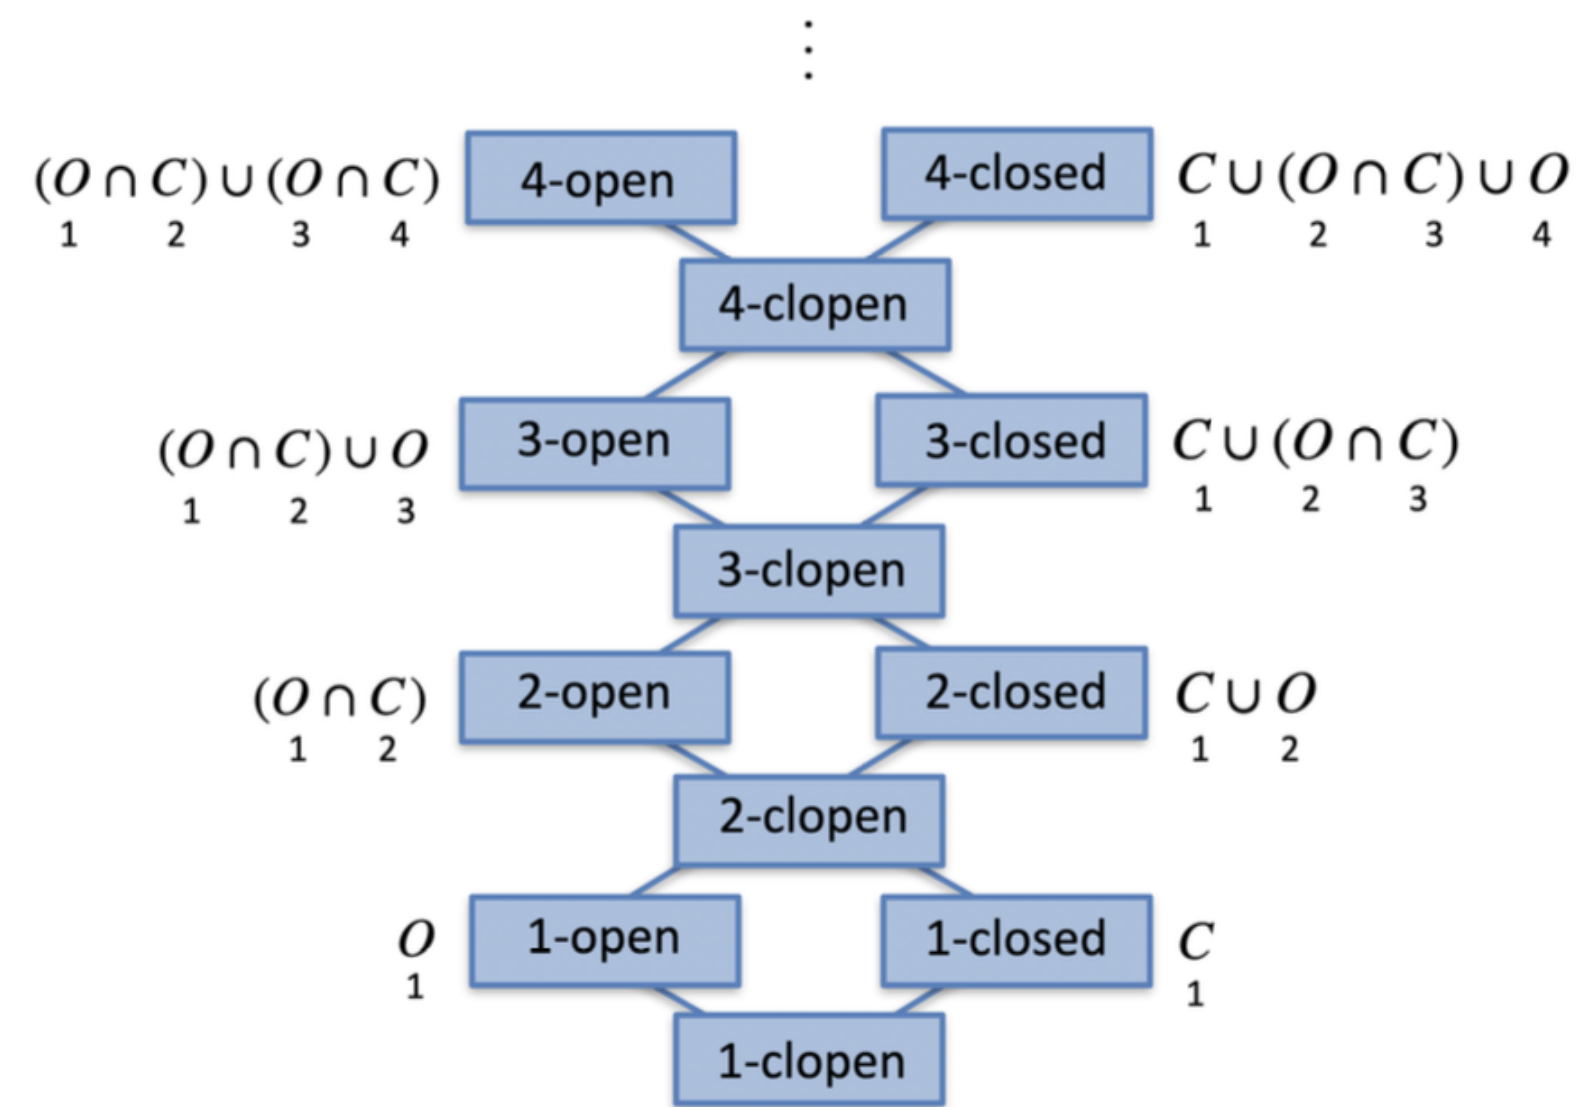 ⋮
(O ∩ C) ∪ (O ∩ C) 4-open 4-closed C ∪ (O ∩ C) ∪ O
1 2 3 4 1 2 3 4
4-clopen
(O ∩ C) ∪ O 3-open 3-closed C ∪ (O ∩ C)
1 2 3 1 2 3
3-clopen
(O ∩ C) 2-open 2-closed C ∪ O
1 2 1 2
2-clopen
O 1-open 1-closed C
1 1
1-clopen